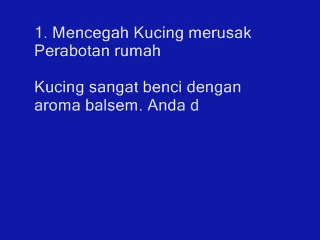 1. Mencegah Kucing merusak
Perabotan rumah
Kucing sangat benci dengan
aroma balsem. Anda d